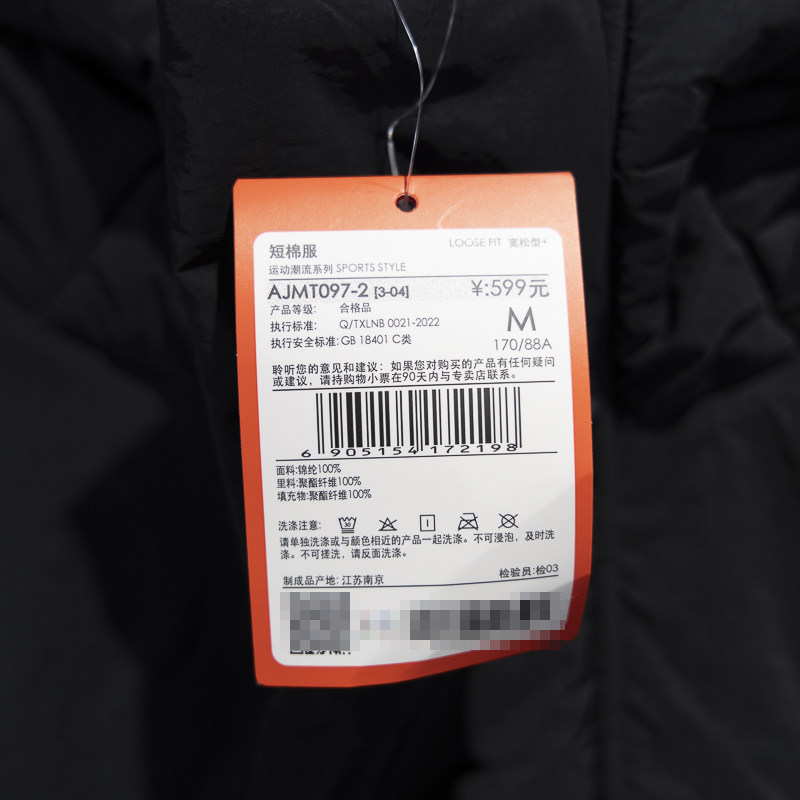 短棉服
LOOSE FIT 宽松型+
运动潮流系列 SPORTS STYLE
AJMT097-2 [3-04]
¥:599元
产品等级: 合格品
执行标准: Q/TXLNB 0021-2022
M
执行安全标准:GB 18401 C类
170/88A
聆听您的意见和建议: 如果您对购买的产品有任何疑问
或建议, 请持购物小票在90天内与专卖店联系。
6 905154 172198
面料:锦纶100%
里料:聚酯纤维100%
填充物:聚酯纤维100%
洗涤注意:
30
请单独洗涤或与颜色相近的产品一起洗涤。不可浸泡, 及时洗
涤。不可搓洗, 请反面洗涤。
制成品产地: 江苏南京
检验员:检03